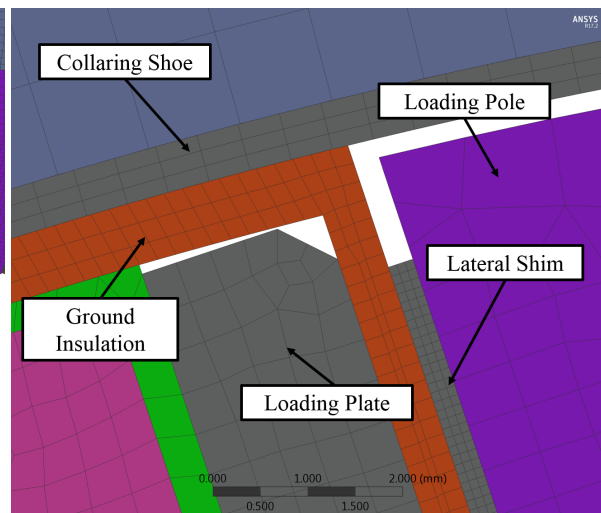 ANSYS
R17.2
Collaring Shoe
Loading Pole
Lateral Shim
Ground
Insulation
Loading Plate
0.000
1.000
2.000 (mm)
0.500
1.500